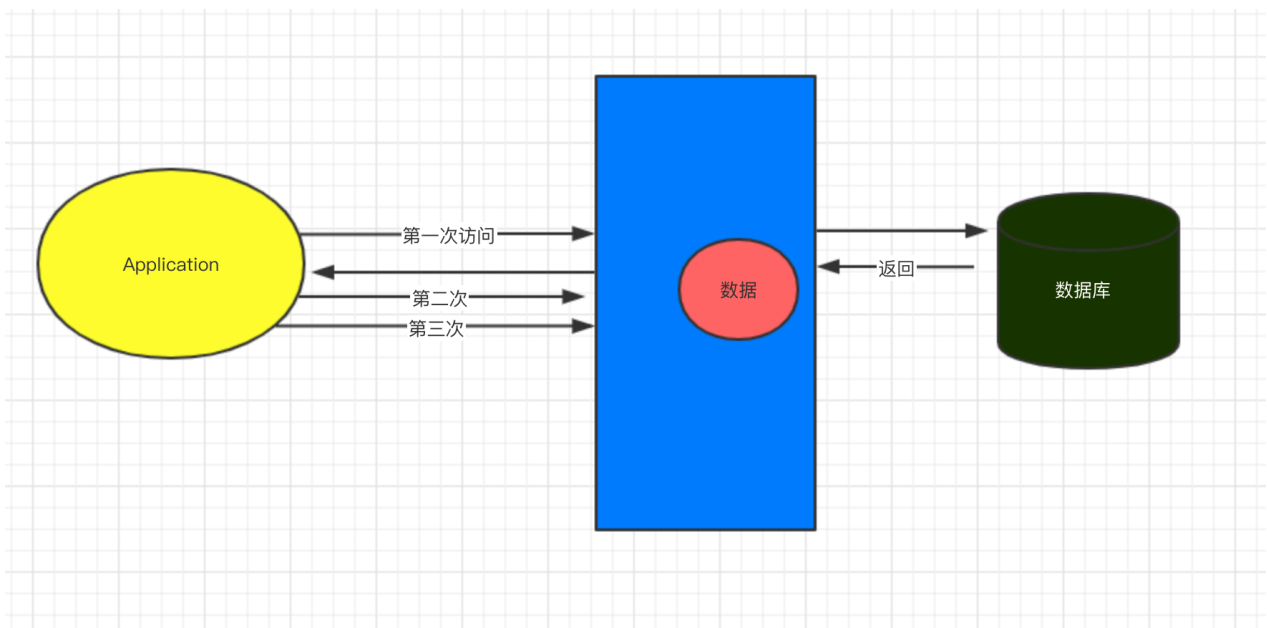 Application
第一次访问
第二次
第三次
数据
返回
数据库